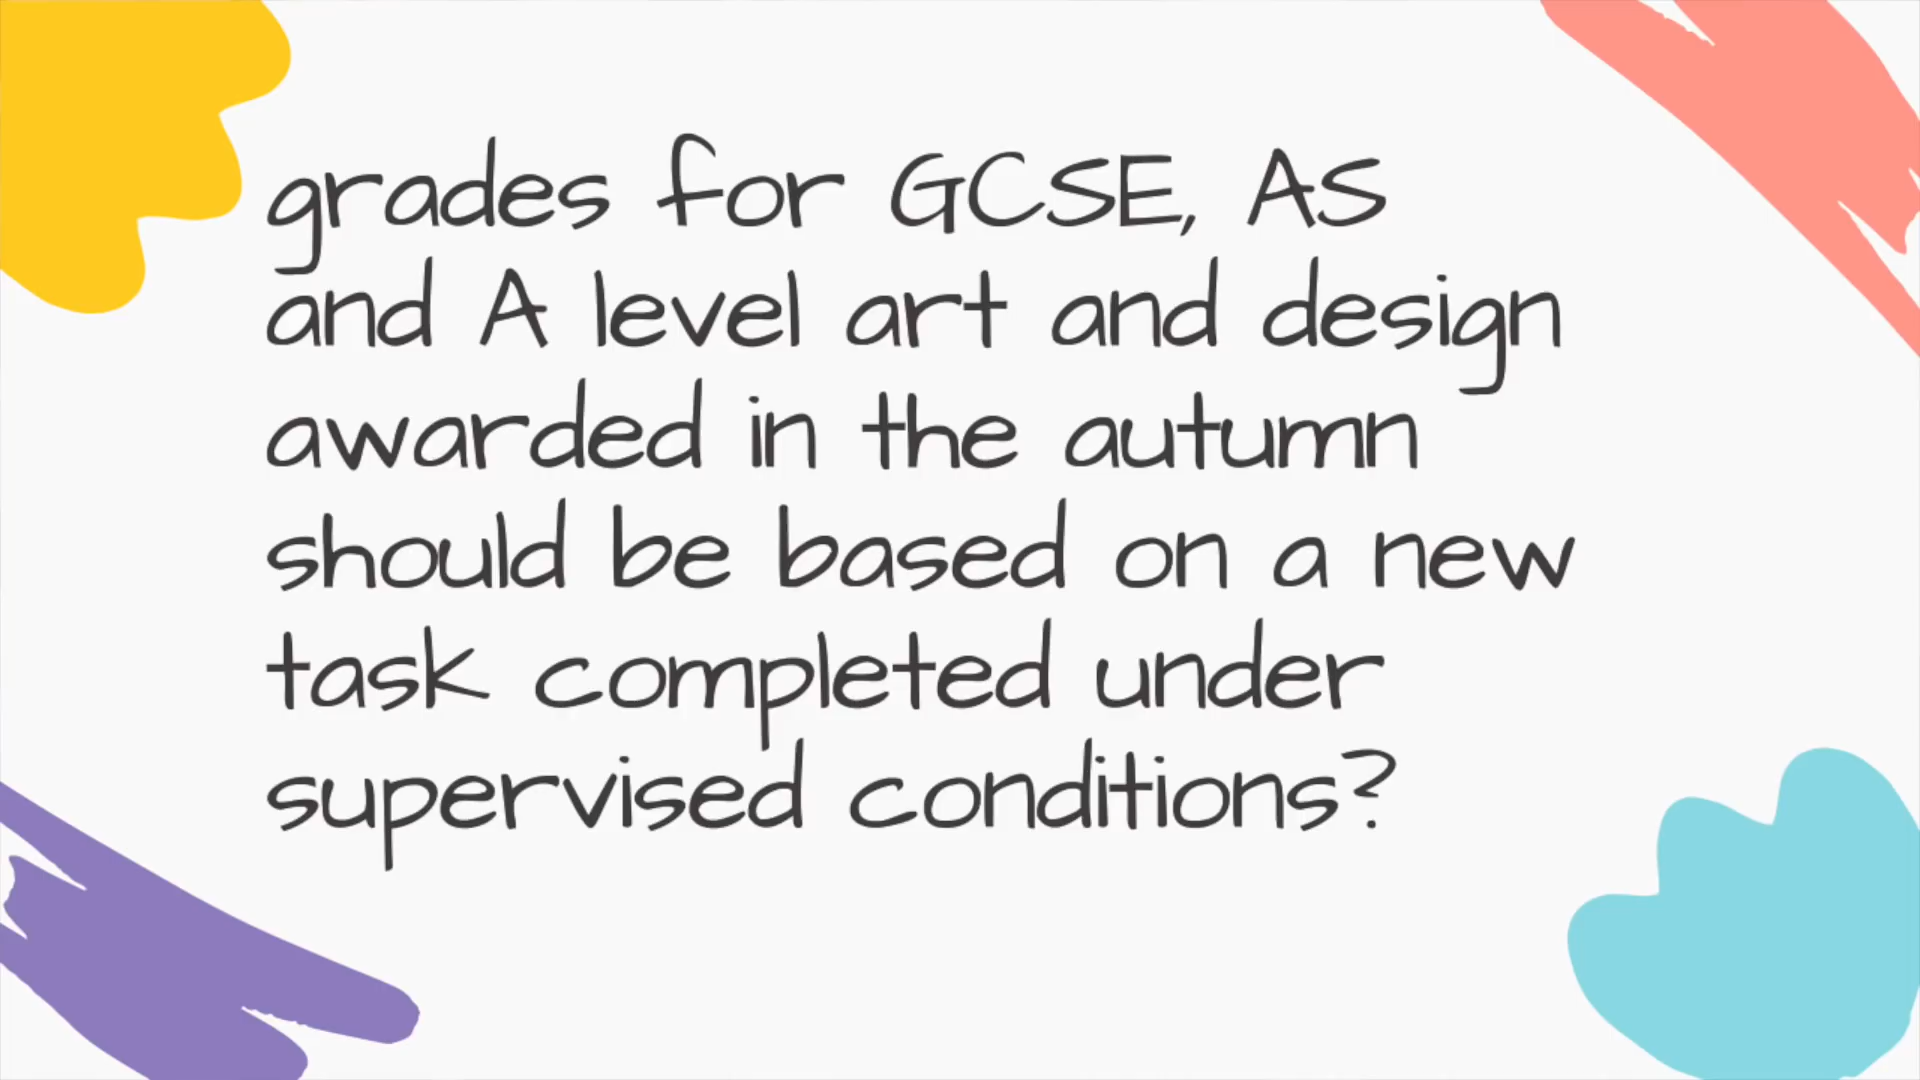 grades for GCSE, AS
and A level art and design
awarded in the autumn
should be based on a new
task completed under
supervised conditions?